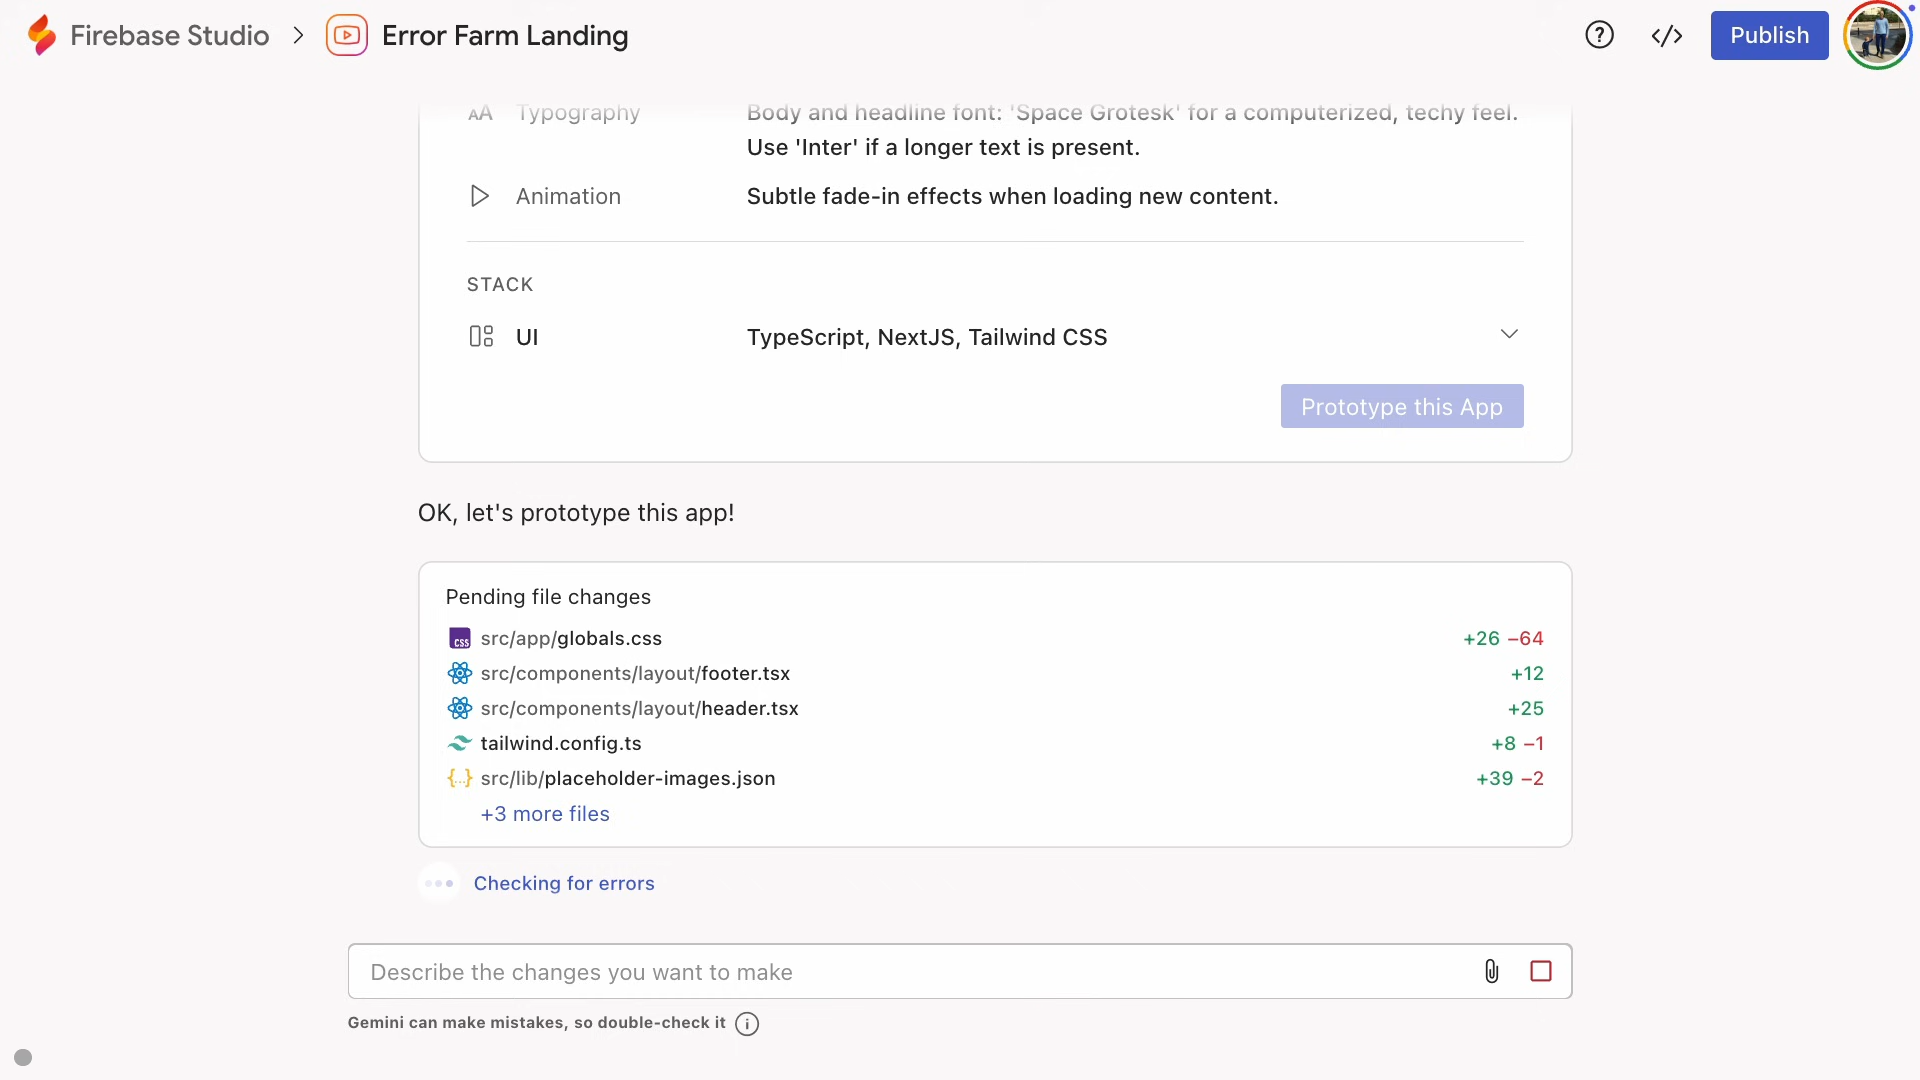 Firebase Studio > Error Farm Landing
</>
Publish
Typography
Body and headline font: 'Space Grotesk' for a computerized, techy feel.
Use 'Inter' if a longer text is present.
Animation
Subtle fade-in effects when loading new content.
STACK
UI
TypeScript, NextJS, Tailwind CSS
Prototype this App
OK, let's prototype this app!
Pending file changes
src/app/globals.css +26 −64
src/components/layout/footer.tsx +12
src/components/layout/header.tsx +25
tailwind.config.ts +8 −1
src/lib/placeholder-images.json +39 −2
+3 more files
Checking for errors
Describe the changes you want to make
Gemini can make mistakes, so double-check it